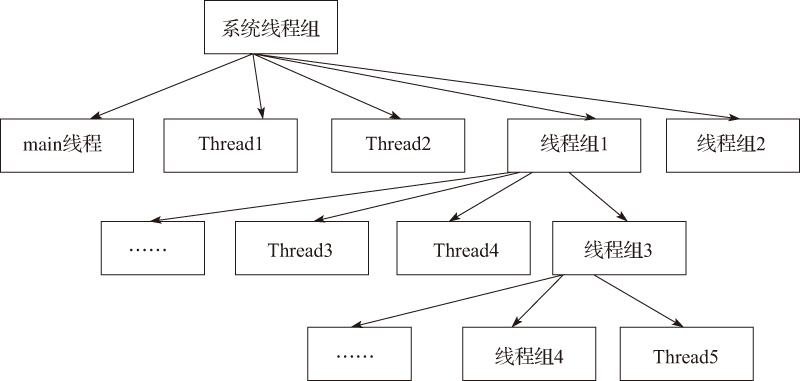 系统线程组
main线程
Thread1
Thread2
线程组1
线程组2
……
Thread3
Thread4
线程组3
……
线程组4
Thread5